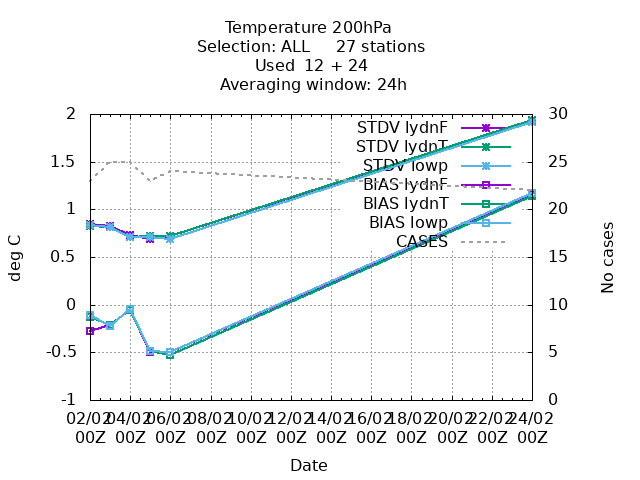 Temperature 200hPa
Selection: ALL 27 stations
Used 12 + 24
Averaging window: 24h
2 30
STDV lydnF
STDV lydnT
1.5 25
STDV lowp
BIAS lydnF
BIAS lydnT
1 20
BIAS lowp
CASES
0.5 15
deg C
No cases
0 10
-0.5 5
-1 0
02/02 04/02 06/02 08/02 10/02 12/02 14/02 16/02 18/02 20/02 22/02 24/02
00Z 00Z 00Z 00Z 00Z 00Z 00Z 00Z 00Z 00Z 00Z 00Z
Date